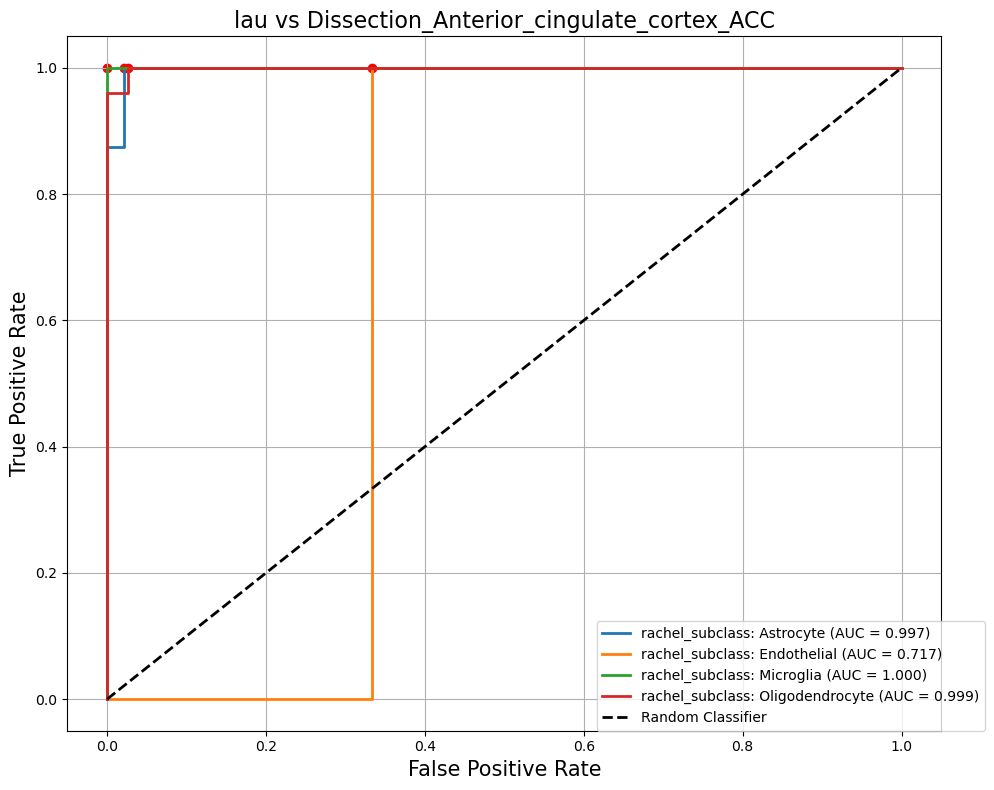 lau vs Dissection_Anterior_cingulate_cortex_ACC
True Positive Rate
1.0
0.8
0.6
0.4
0.2
0.0
rachel_subclass: Astrocyte (AUC = 0.997)
rachel_subclass: Endothelial (AUC = 0.717)
rachel_subclass: Microglia (AUC = 1.000)
rachel_subclass: Oligodendrocyte (AUC = 0.999)
Random Classifier
0.0 0.2 0.4 0.6 0.8 1.0
False Positive Rate